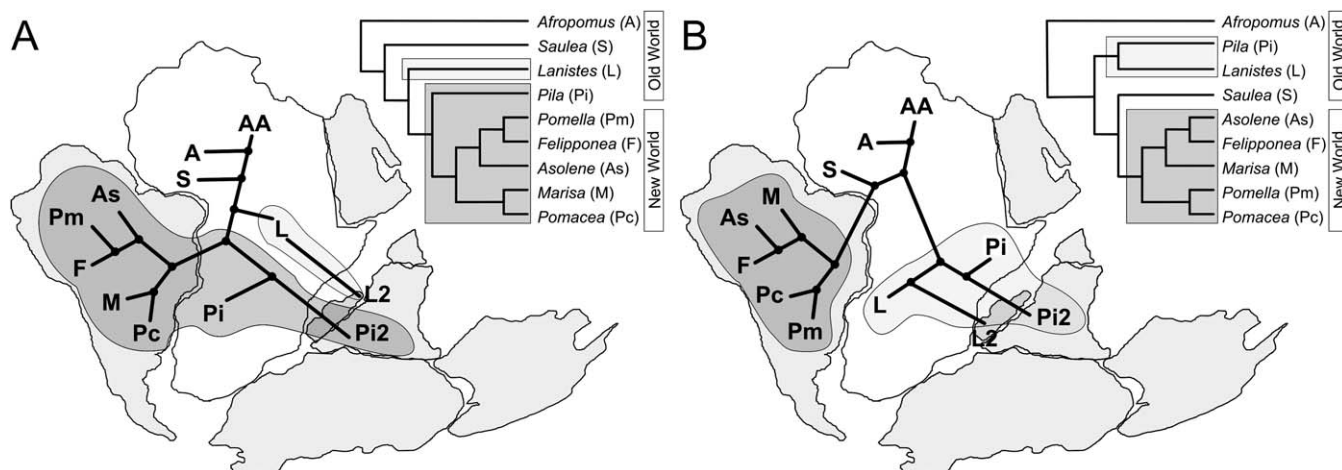 A
Afropomus (A)
Saulea (S)
Lanistes (L)
Pila (Pi)
Pomella (Pm)
Felipponea (F)
Asolene (As)
Marisa (M)
Pomacea (Pc)
Old World
New World
AA
A
S
As
Pm
F
M
Pc
L
L2
Pi
Pi2
B
Afropomus (A)
Pila (Pi)
Lanistes (L)
Saulea (S)
Asolene (As)
Felipponea (F)
Marisa (M)
Pomella (Pm)
Pomacea (Pc)
Old World
New World
AA
A
S
M
As
F
Pc
Pm
Pi
L
Pi2
L2